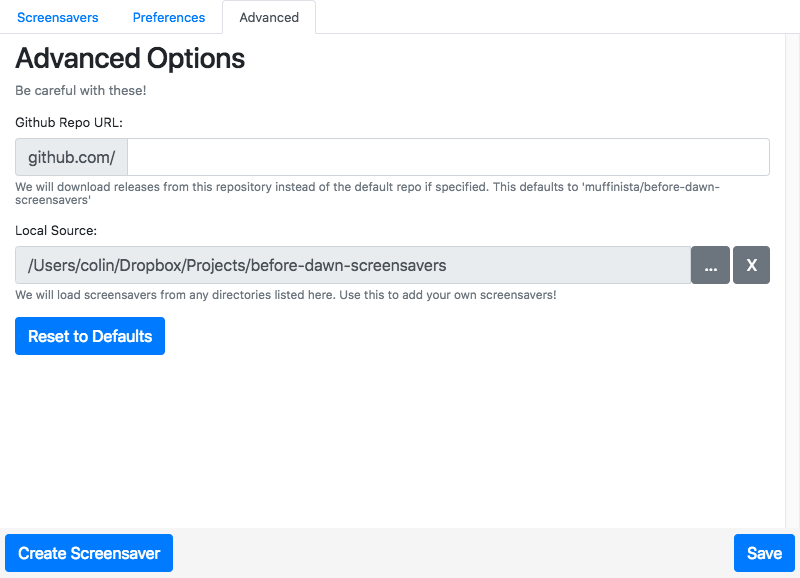 Screensavers Preferences Advanced
Advanced Options
Be careful with these!
Github Repo URL:
github.com/
We will download releases from this repository instead of the default repo if specified. This defaults to 'muffinista/before-dawn-
screensavers'
Local Source:
/Users/colin/Dropbox/Projects/before-dawn-screensavers ... X
We will load screensavers from any directories listed here. Use this to add your own screensavers!
Reset to Defaults
Create Screensaver Save